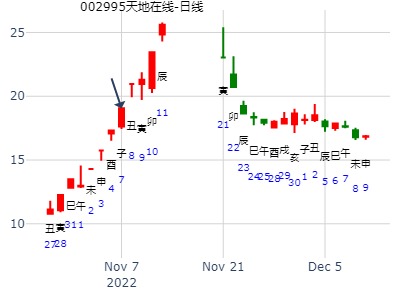 002995天地在线-日线
25
20
15
10
丑 寅 巳 午 未 申 酉 子 丑 寅 卯 辰
27 28 31 1 2 3 4 7 8 9 10 11
寅 卯 辰 巳 午 酉 戌 亥 子 丑 辰 巳 午 未 申
21 22 23 24 25 28 29 30 1 2 5 6 7 8 9
Nov 7 Nov 21 Dec 5
2022